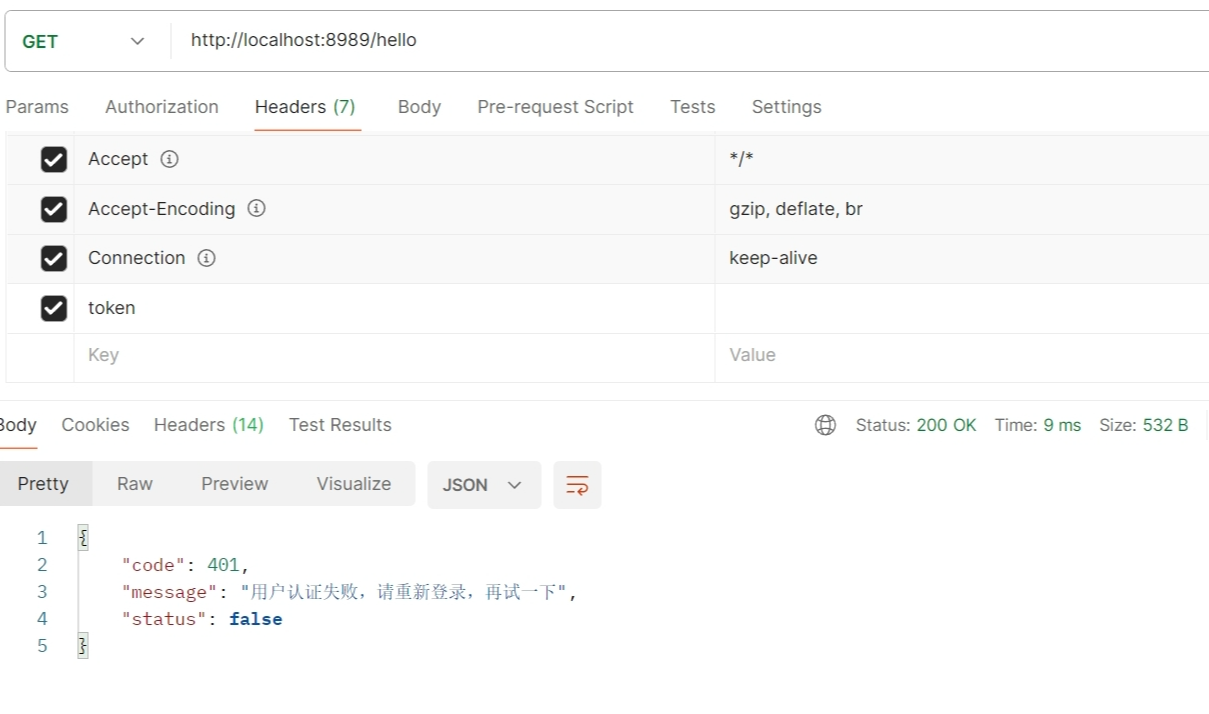 GET http://localhost:8989/hello
Params Authorization Headers (7) Body Pre-request Script Tests Settings
Accept */*
Accept-Encoding gzip, deflate, br
Connection keep-alive
token
Key Value
Body Cookies Headers (14) Test Results Status: 200 OK Time: 9 ms Size: 532 B
Pretty Raw Preview Visualize JSON
1 {
2 "code": 401,
3 "message": "用户认证失败，请重新登录，再试一下",
4 "status": false
5 }